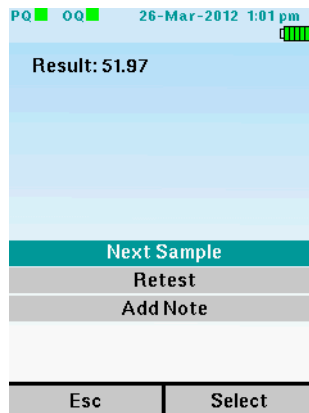 PQ OQ 26-Mar-2012 1:01 pm
Result: 51.97
Next Sample
Retest
Add Note
Esc Select